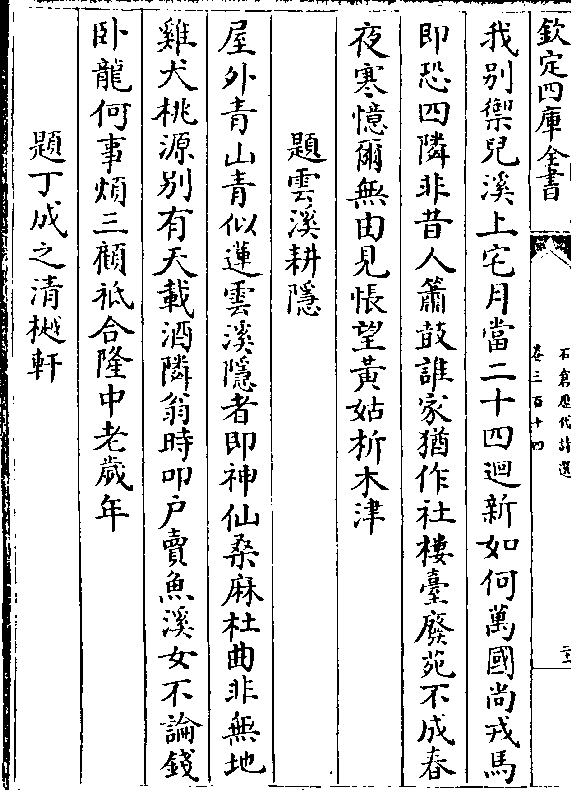 欽定四庫全書
石倉歷代詩選
卷三百十四
我别禦兒溪上宅月當二十四迴新如何萬國尚戎馬
即恐四隣非昔人簫鼓誰家猶作社樓臺廢苑不成春
夜寒憶爾無由見悵望黄姑析木津
題雲溪耕隱
屋外青山青似蓮雲溪隱者即神仙桑麻杜曲非無地
雞犬桃源别有天載酒隣翁時叩户賣魚溪女不論錢
卧龍何事煩三顧祗合隆中老歳年
題丁成之清樾軒